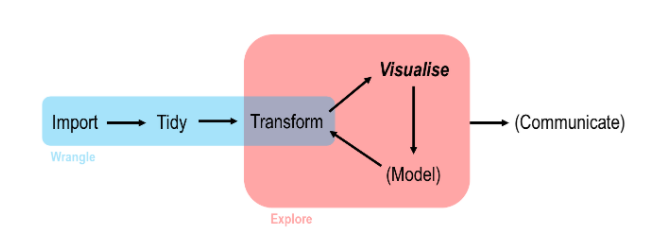 Visualise
Import Tidy Transform (Communicate)
Wrangle
(Model)
Explore